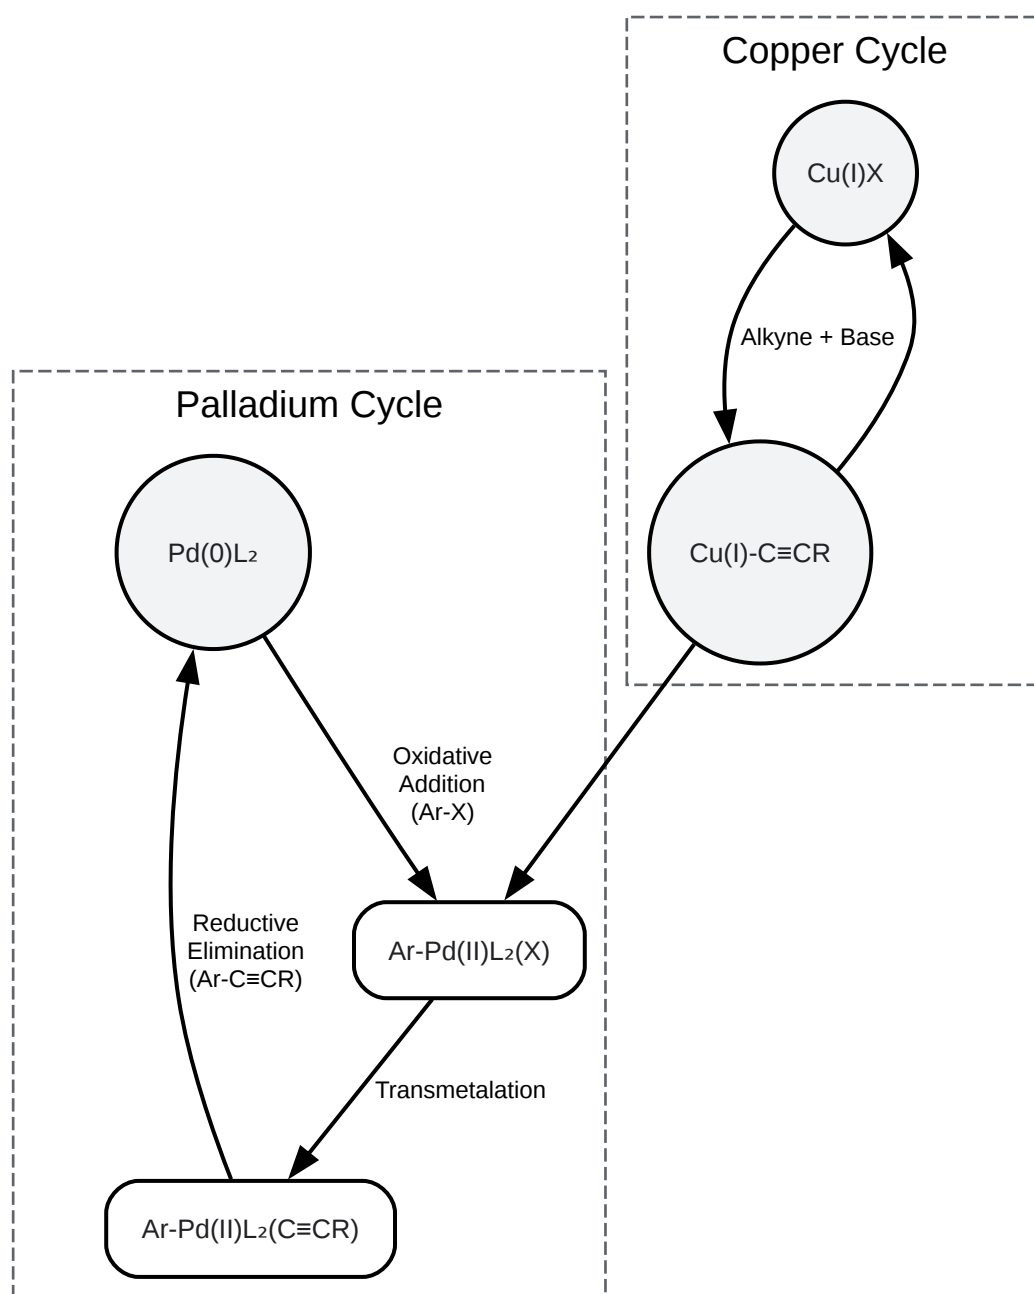 Copper Cycle
Cu(I)X
Alkyne + Base
Cu(I)-C≡CR
Palladium Cycle
Pd(0)L₂
Oxidative
Addition
(Ar-X)
Ar-Pd(II)L₂(X)
Reductive
Elimination
(Ar-C≡CR)
Transmetalation
Ar-Pd(II)L₂(C≡CR)